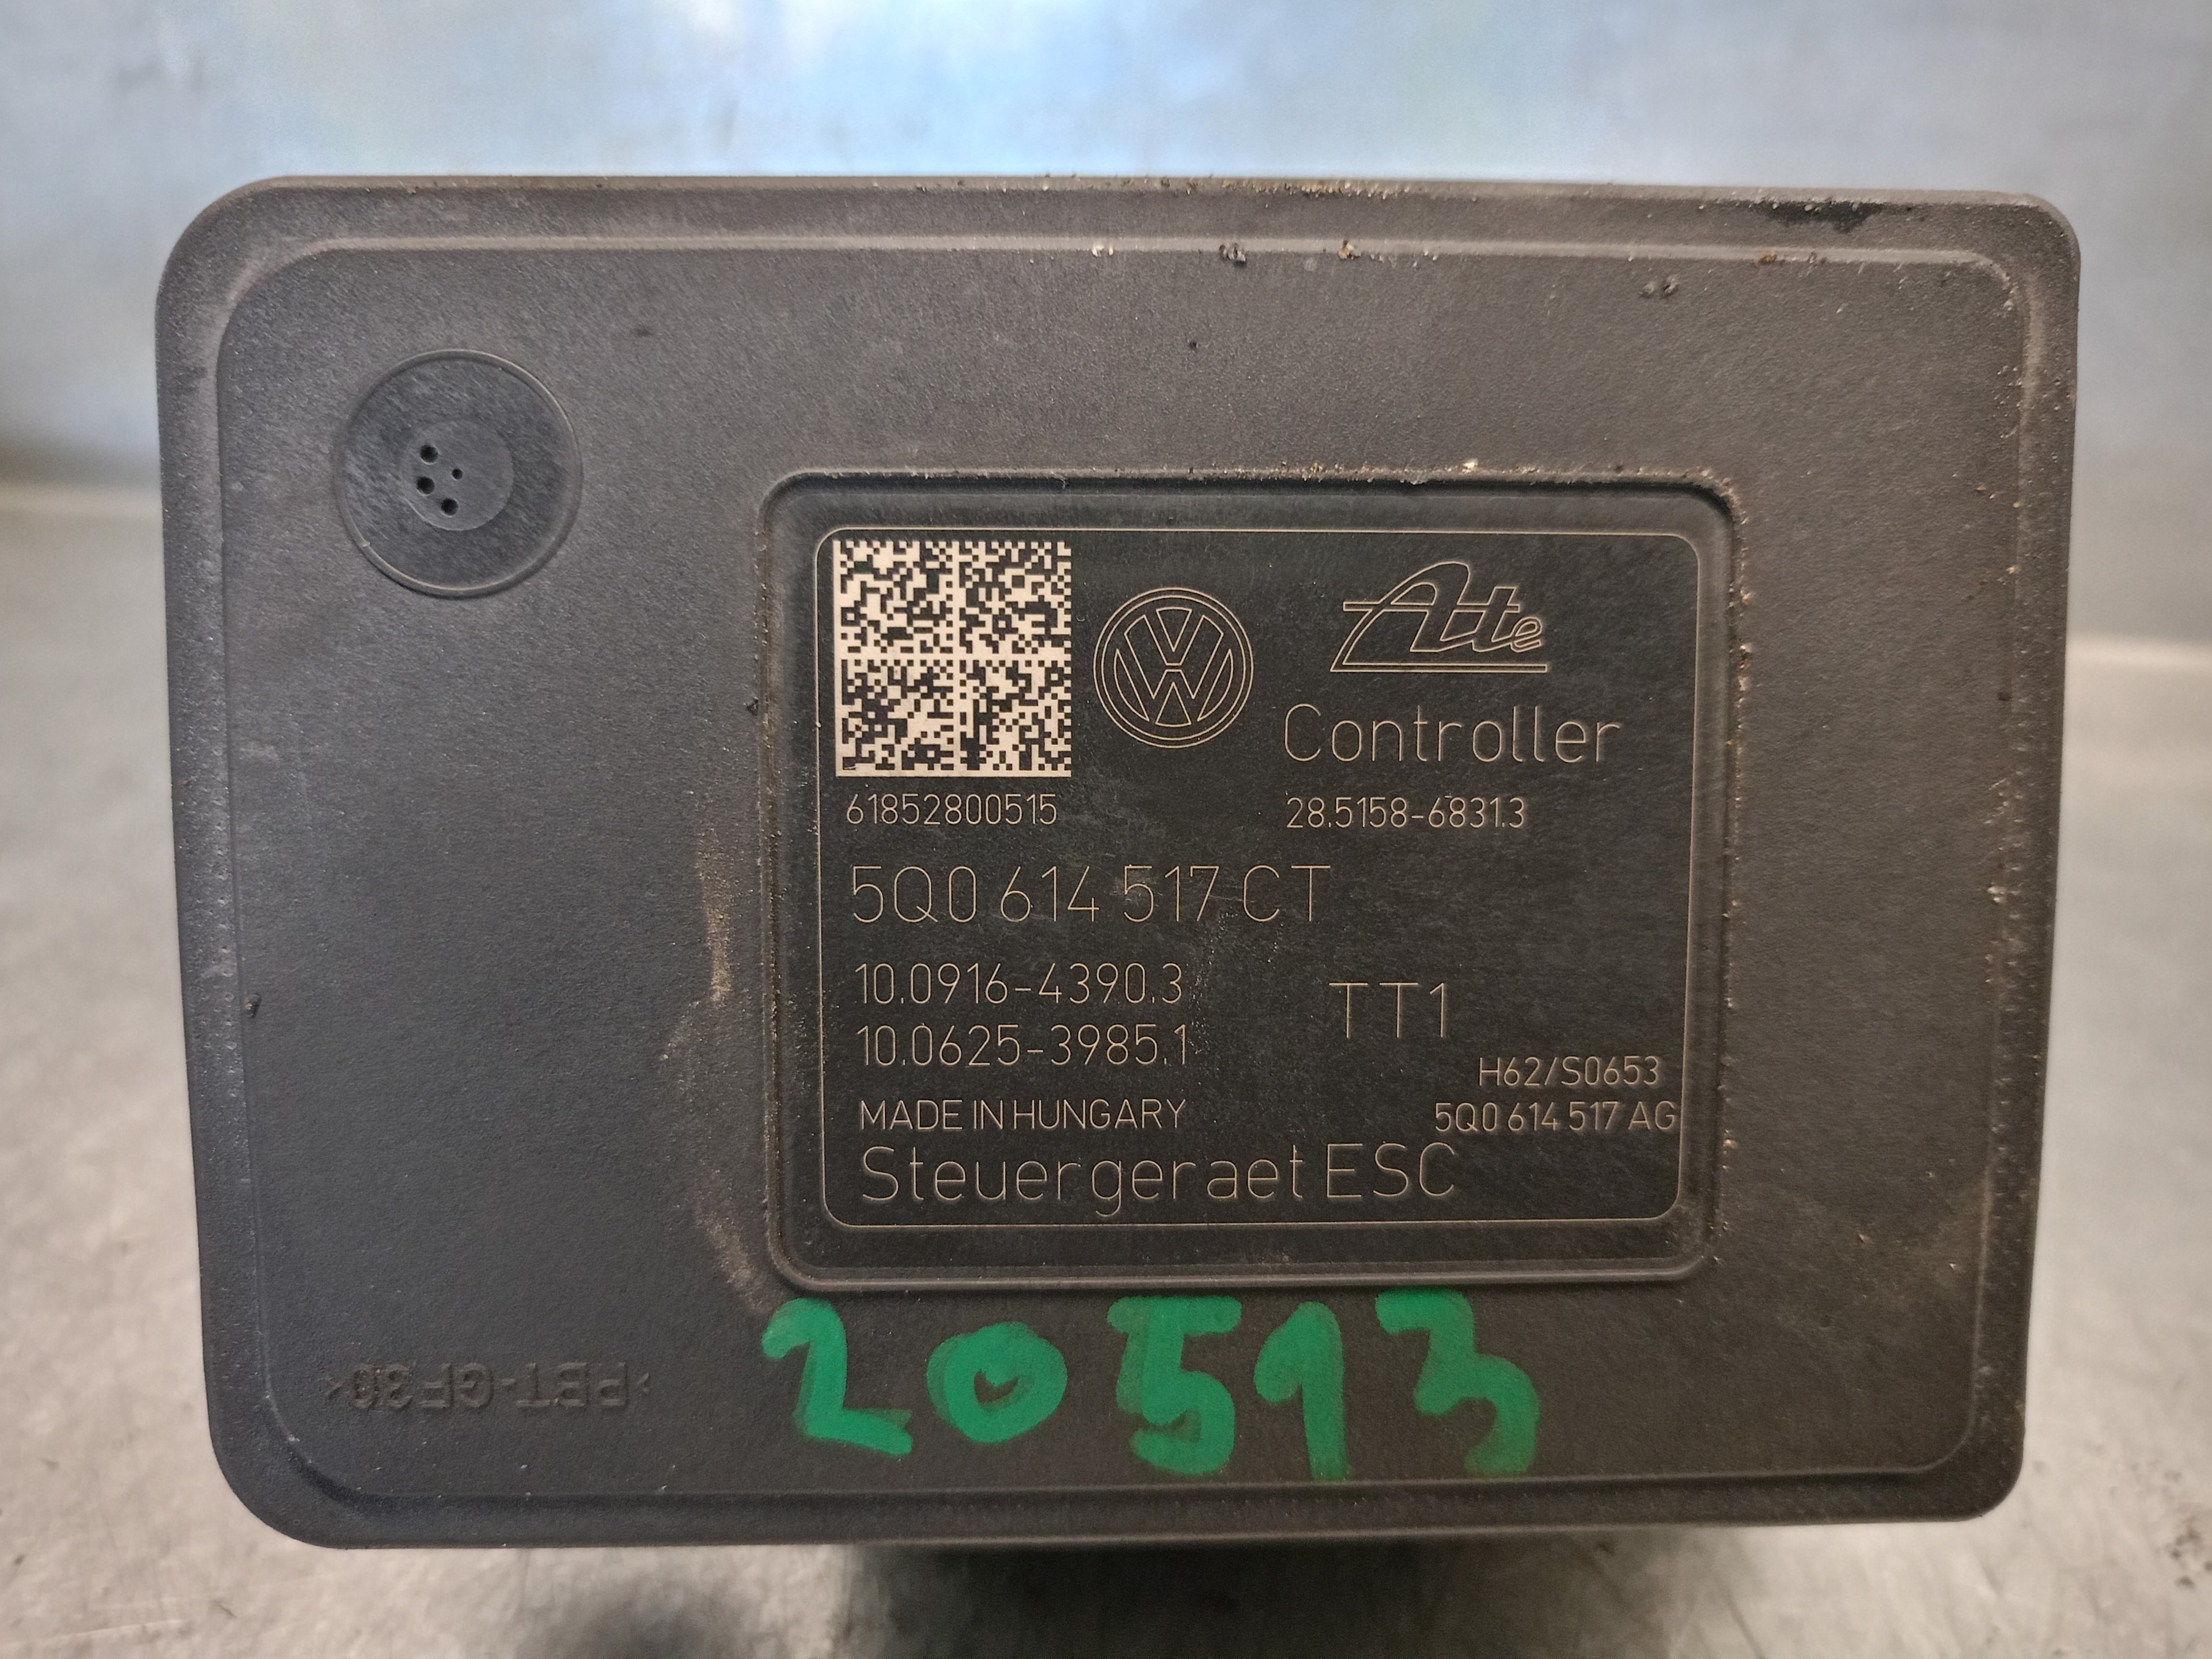 Ate
Controller
61852800515
28.5158-6831.3
5Q0 614 517 CT
10.0916-4390.3
TT1
10.0625-3985.1
H62/S0653
MADE IN HUNGARY
5Q0 614 517 AG
Steuergeraet ESC
20513
>PBT-GF30<